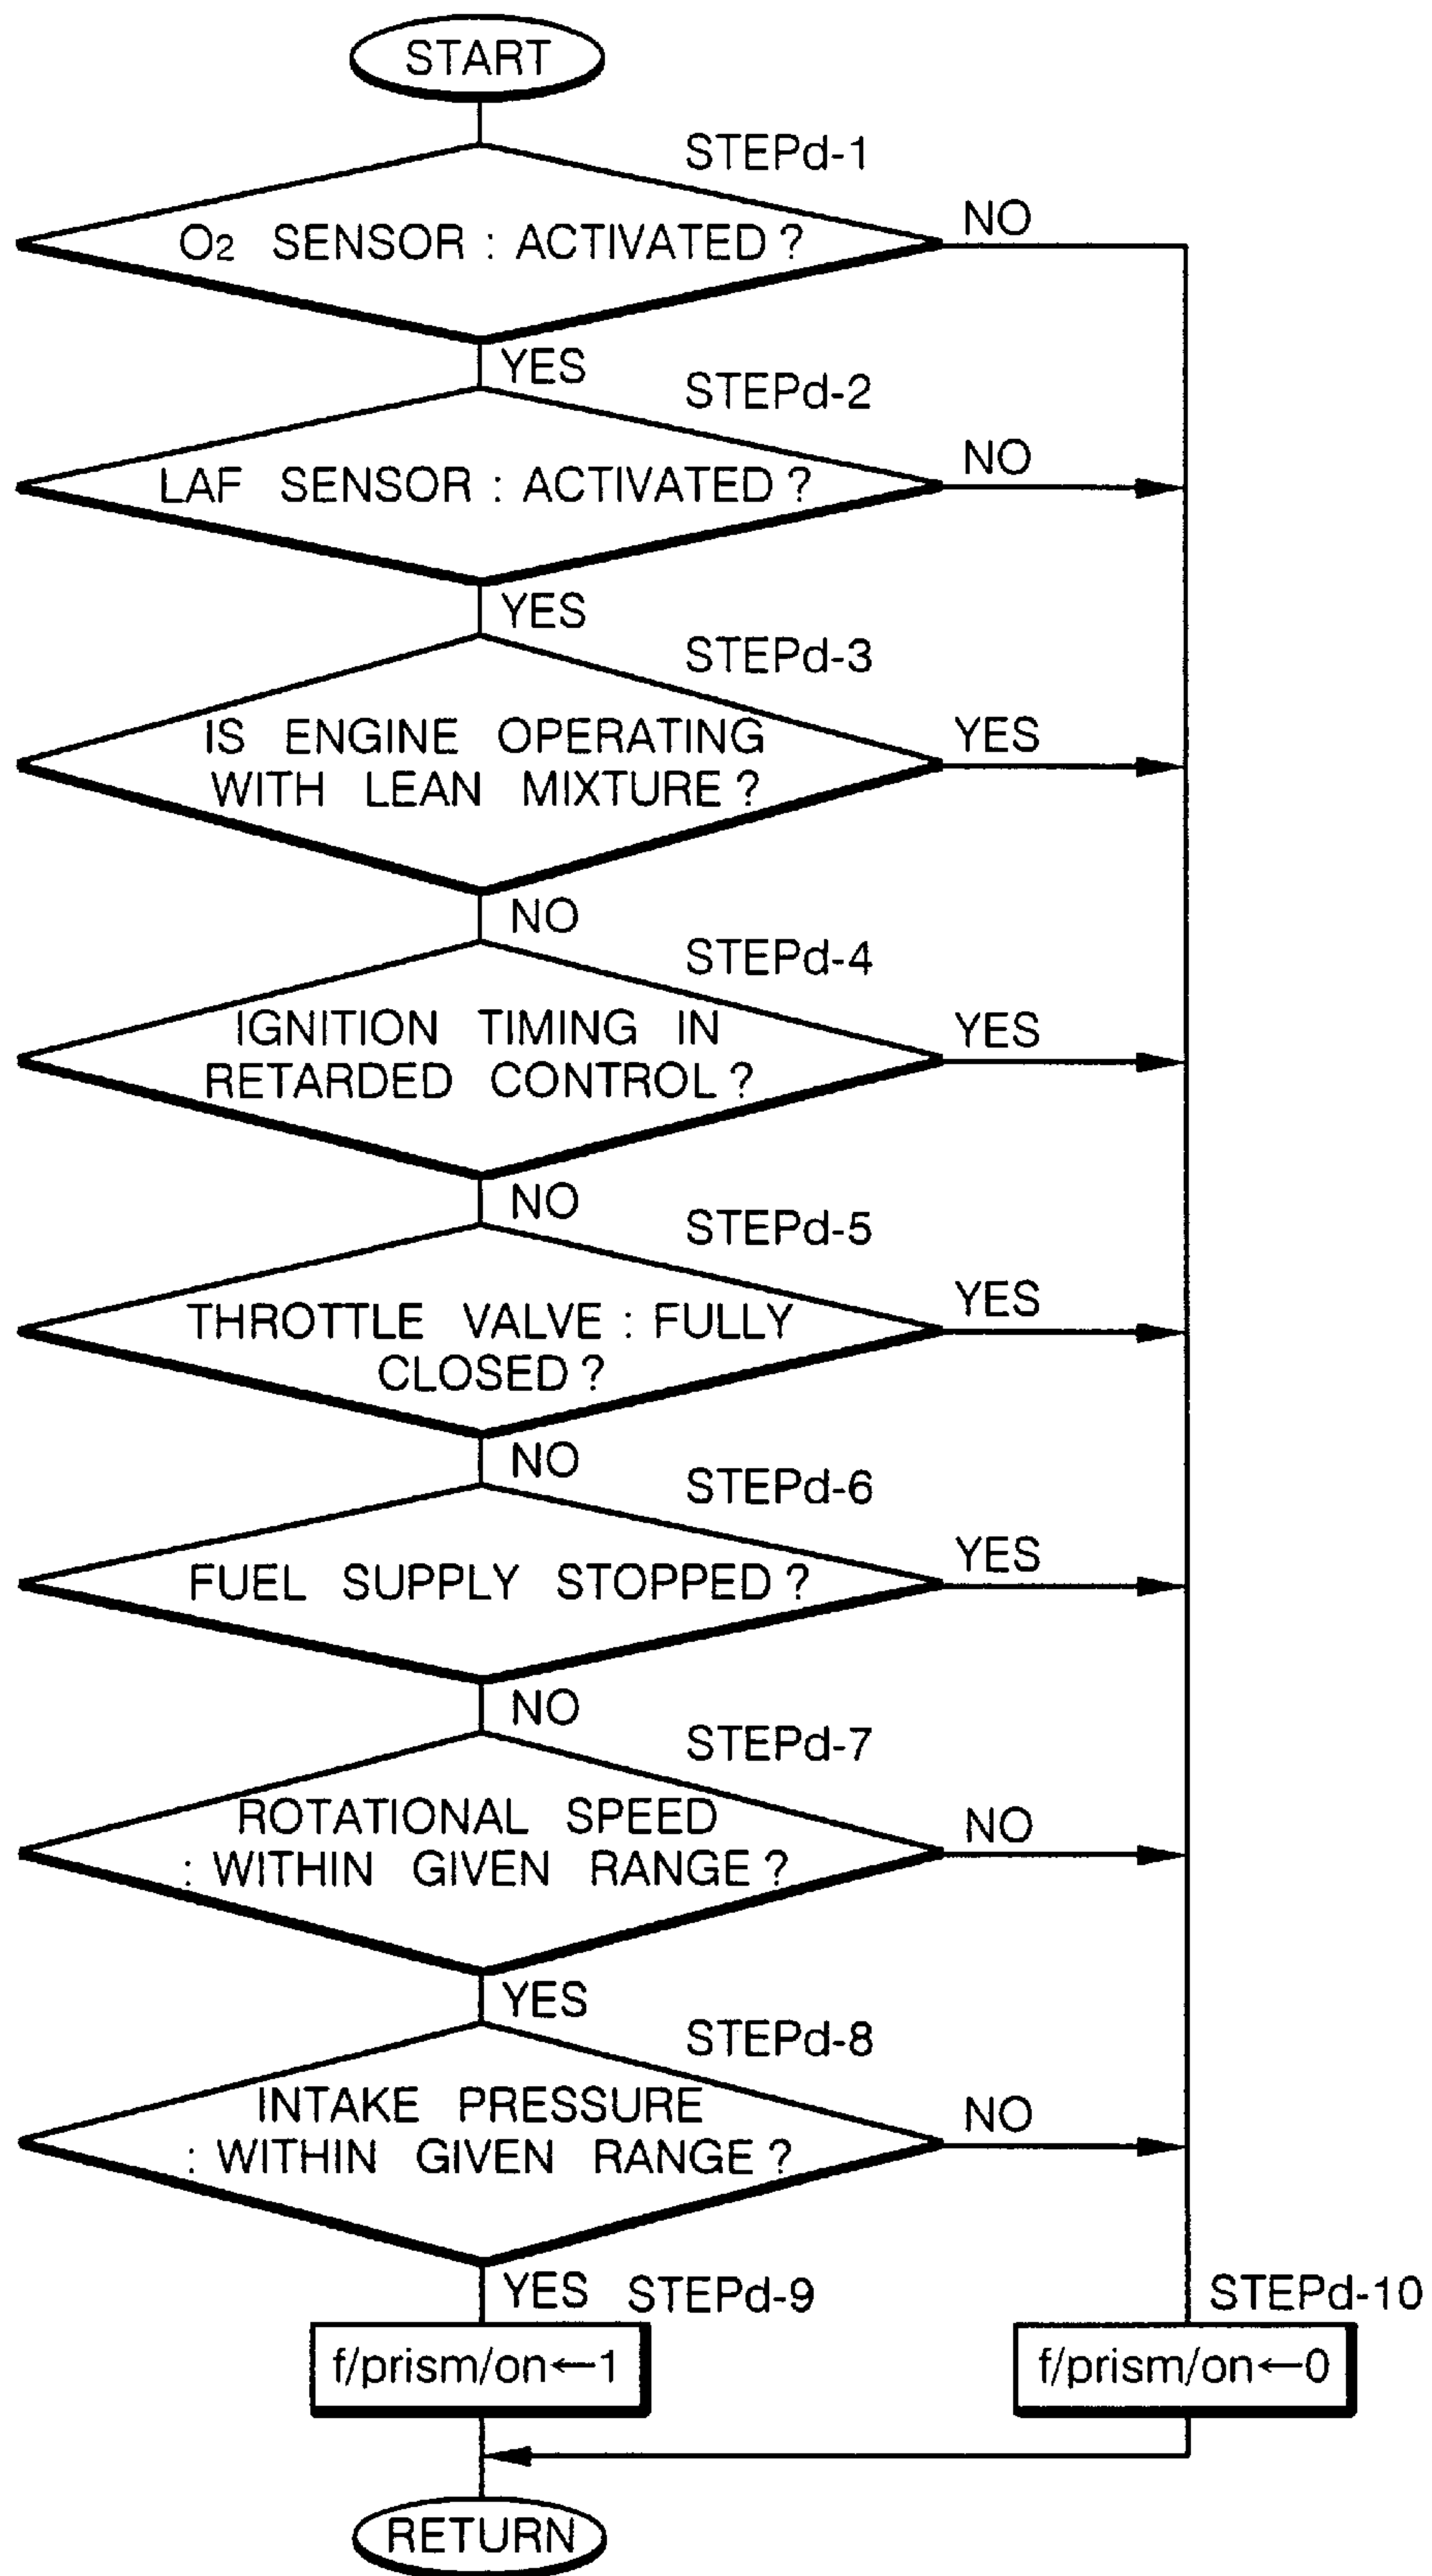 START
STEPd-1
O2 SENSOR : ACTIVATED ?
NO
YES
STEPd-2
LAF SENSOR : ACTIVATED ?
NO
YES
STEPd-3
IS ENGINE OPERATING
WITH LEAN MIXTURE ?
YES
NO
STEPd-4
IGNITION TIMING IN
RETARDED CONTROL ?
YES
NO
STEPd-5
THROTTLE VALVE : FULLY
CLOSED ?
YES
NO
STEPd-6
FUEL SUPPLY STOPPED ?
YES
NO
STEPd-7
ROTATIONAL SPEED
: WITHIN GIVEN RANGE ?
NO
YES
STEPd-8
INTAKE PRESSURE
: WITHIN GIVEN RANGE ?
NO
YES
STEPd-9
STEPd-10
f/prism/on←1
f/prism/on←0
RETURN